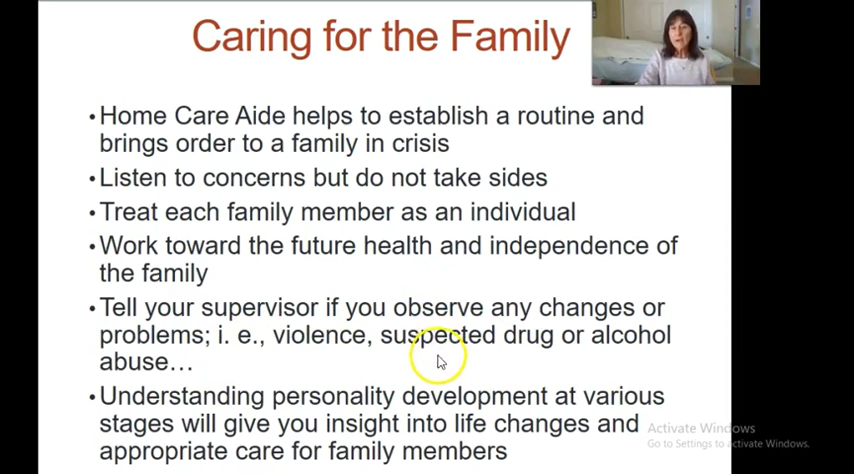 Caring for the Family
• Home Care Aide helps to establish a routine and
brings order to a family in crisis
• Listen to concerns but do not take sides
• Treat each family member as an individual
• Work toward the future health and independence of
the family
• Tell your supervisor if you observe any changes or
problems; i. e., violence, suspected drug or alcohol
abuse…
• Understanding personality development at various
stages will give you insight into life changes and
appropriate care for family members
Activate Windows
Go to Settings to activate Windows.